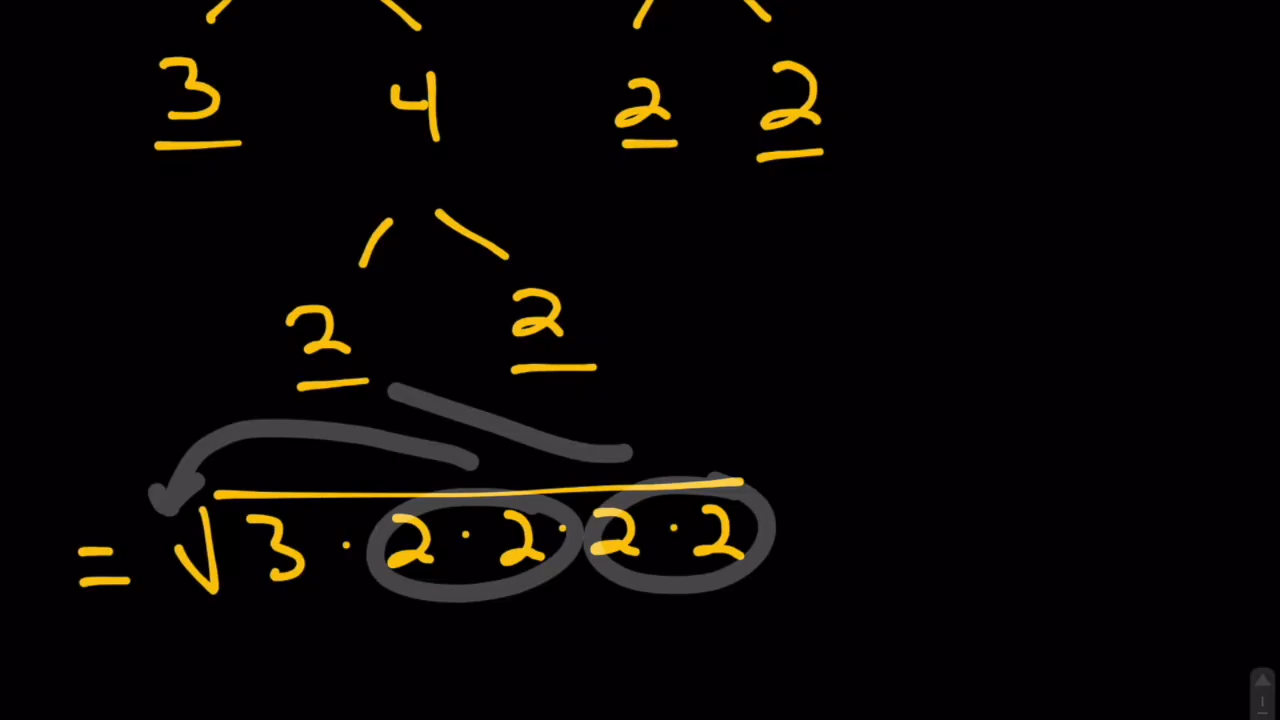 3 4 2 2
2 2
= √3 · 2 · 2 · 2 · 2